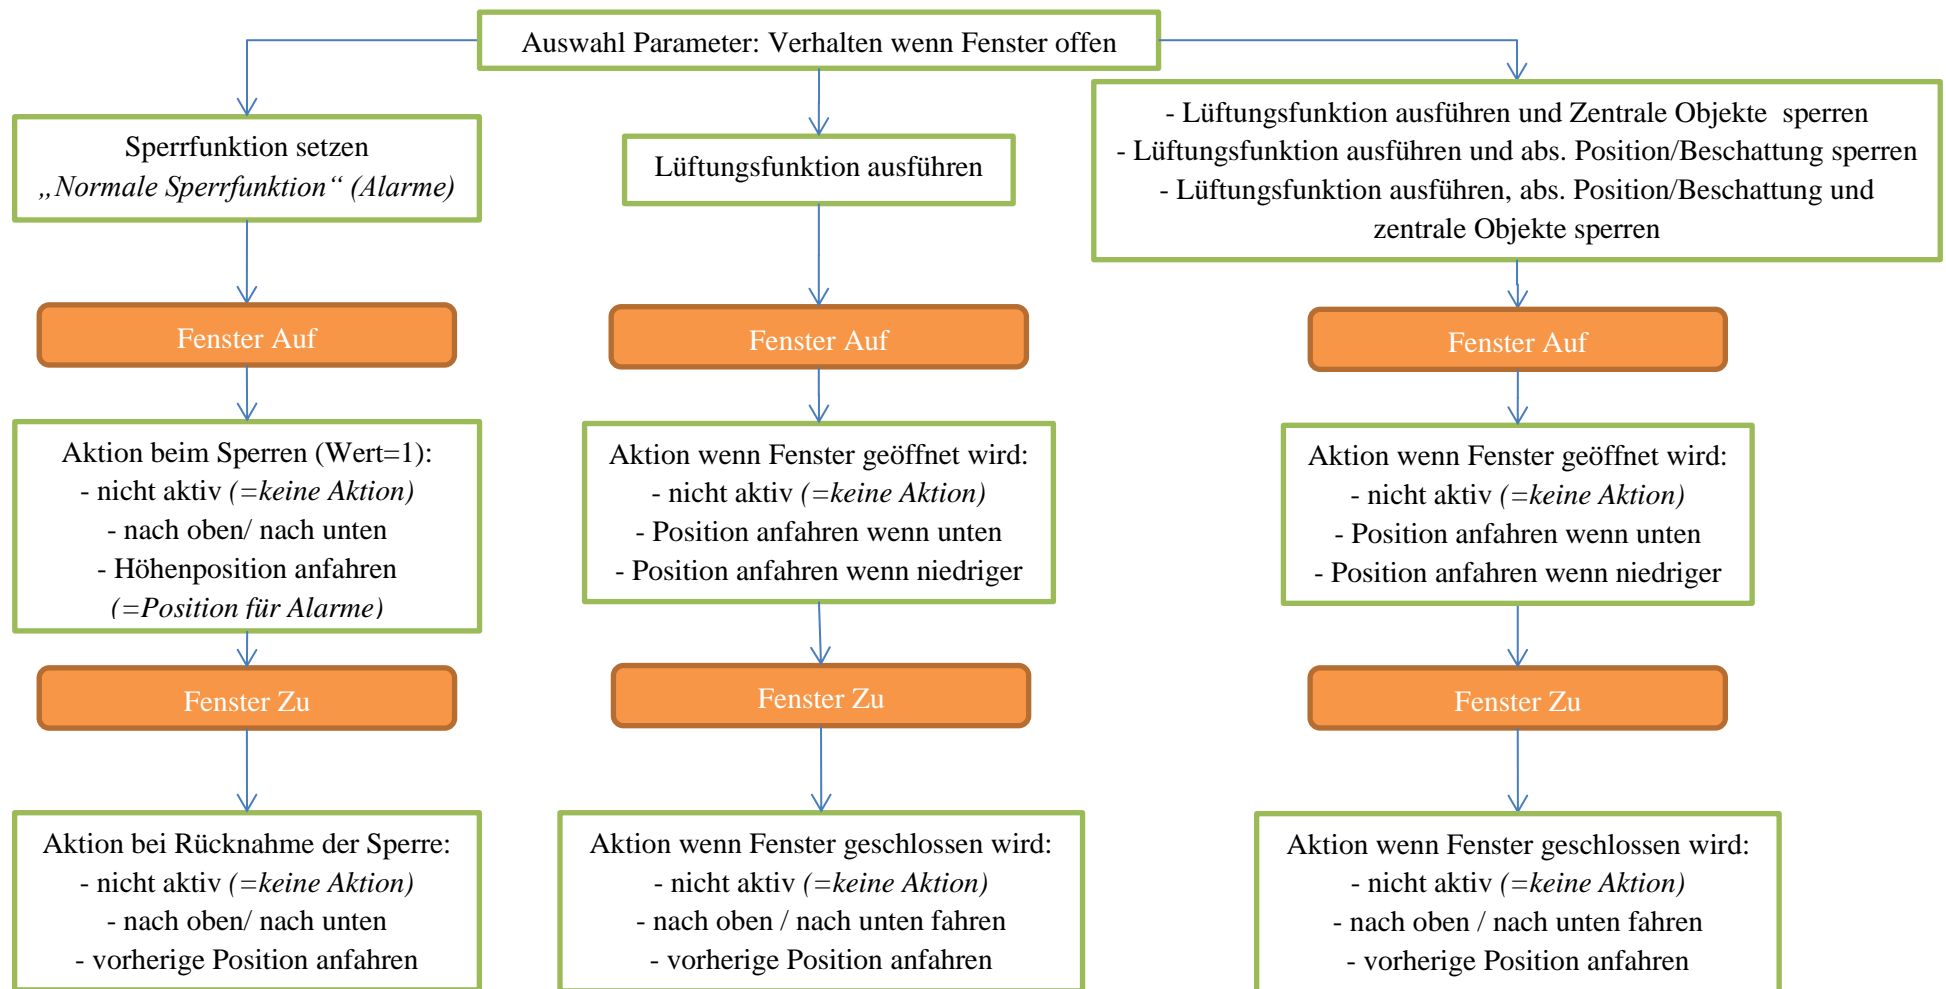 Auswahl Parameter: Verhalten wenn Fenster offen
Sperrfunktion setzen
„Normale Sperrfunktion“ (Alarme)
Lüftungsfunktion ausführen
- Lüftungsfunktion ausführen und Zentrale Objekte  sperren
- Lüftungsfunktion ausführen und abs. Position/Beschattung sperren
- Lüftungsfunktion ausführen, abs. Position/Beschattung und
zentrale Objekte sperren
Fenster Auf
Fenster Auf
Fenster Auf
Aktion beim Sperren (Wert=1):
- nicht aktiv (=keine Aktion)
- nach oben/ nach unten
- Höhenposition anfahren
(=Position für Alarme)
Aktion wenn Fenster geöffnet wird:
- nicht aktiv (=keine Aktion)
- Position anfahren wenn unten
- Position anfahren wenn niedriger
Aktion wenn Fenster geöffnet wird:
- nicht aktiv (=keine Aktion)
- Position anfahren wenn unten
- Position anfahren wenn niedriger
Fenster Zu
Fenster Zu
Fenster Zu
Aktion bei Rücknahme der Sperre:
- nicht aktiv (=keine Aktion)
- nach oben/ nach unten
- vorherige Position anfahren
Aktion wenn Fenster geschlossen wird:
- nicht aktiv (=keine Aktion)
- nach oben / nach unten fahren
- vorherige Position anfahren
Aktion wenn Fenster geschlossen wird:
- nicht aktiv (=keine Aktion)
- nach oben / nach unten fahren
- vorherige Position anfahren